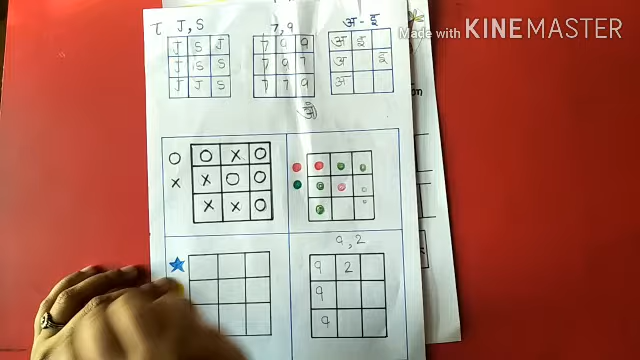 Made with KINEMASTER
τ J, S
7, 9
अ - इ
J S J
J S S
J J S
7 9 9
7 9 7
7 7 9
अ इ
अ इ
अ
O
X
O X O
X O O
X X O
9, 2
9 2
9
9